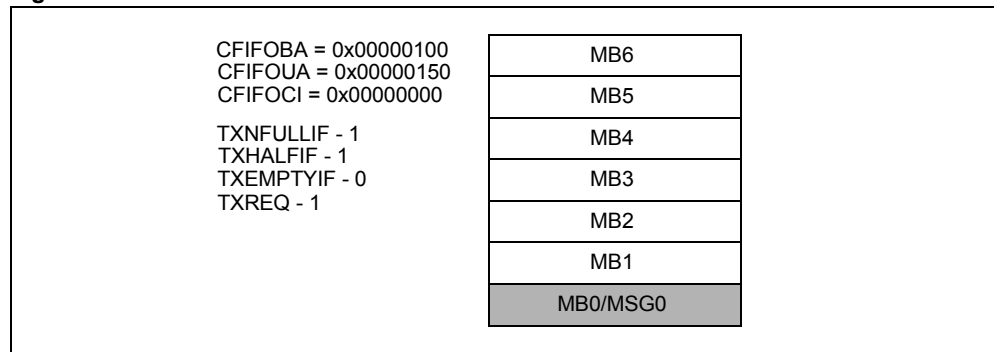 CFIFOBA = 0x00000100
CFIFOUA = 0x00000150
CFIFOCI = 0x00000000
TXNFULLIF - 1
TXHALFIF - 1
TXEMPTYIF - 0
TXREQ - 1
MB6
MB5
MB4
MB3
MB2
MB1
MB0/MSG0